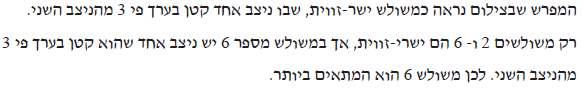 המפרש שבצילום נראה כמשולש ישר-זווית, שבו ניצב אחד קטן בערך פי 3 מהניצב השני.
רק משולשים 2 ו- 6 הם ישרי-זווית, אך במשולש מספר 6 יש ניצב אחד שהוא קטן בערך פי 3
מהניצב השני. לכן משולש 6 הוא המתאים ביותר.